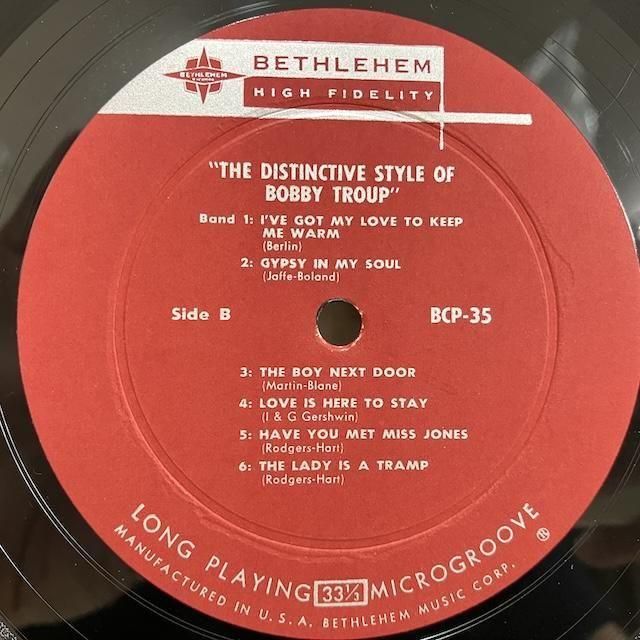 BETHLEHEM
BETHLEHEM
HIGH FIDELITY
"THE DISTINCTIVE STYLE OF
BOBBY TROUP"
Band 1: I'VE GOT MY LOVE TO KEEP
ME WARM
(Berlin)
2: GYPSY IN MY SOUL
(Jaffe-Boland)
Side B
BCP-35
3: THE BOY NEXT DOOR
(Martin-Blane)
4: LOVE IS HERE TO STAY
(I & G Gershwin)
5: HAVE YOU MET MISS JONES
(Rodgers-Hart)
6: THE LADY IS A TRAMP
(Rodgers-Hart)
LONG PLAYING 33⅓ MICROGROOVE ®
MANUFACTURED IN U.S.A. BETHLEHEM MUSIC CORP.